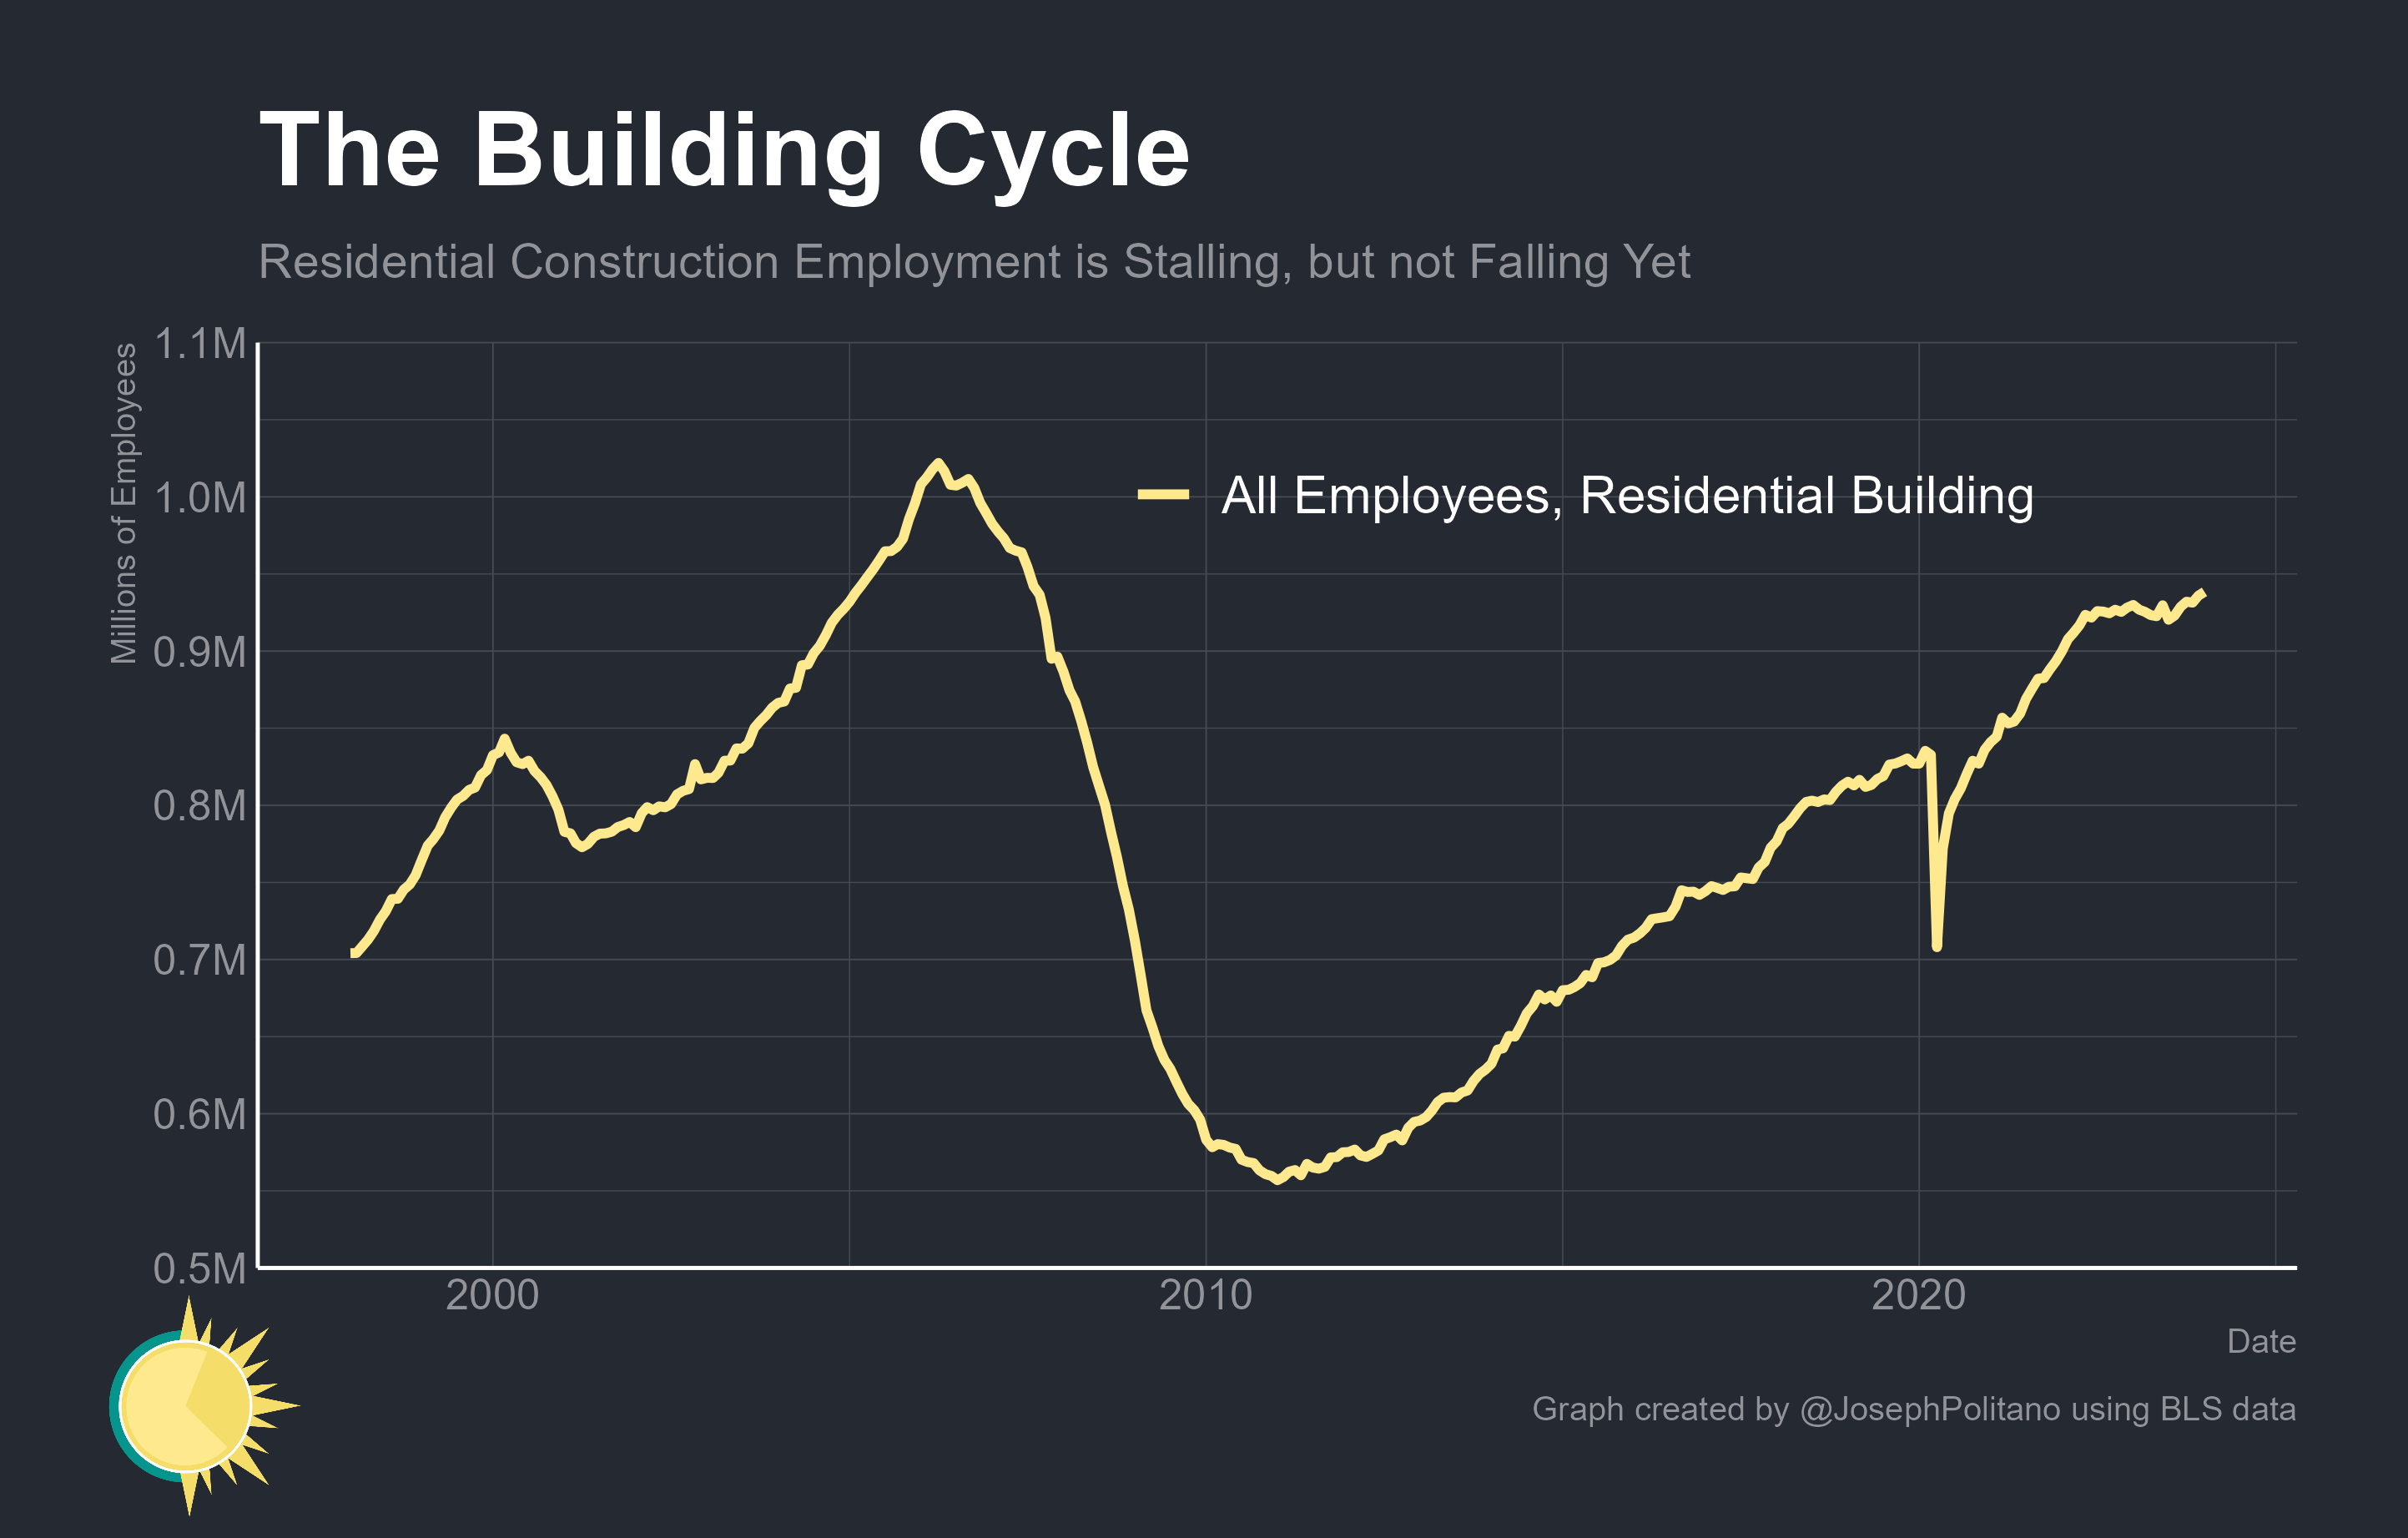 The Building Cycle
Residential Construction Employment is Stalling, but not Falling Yet
Millions of Employees
1.1M
1.0M
0.9M
0.8M
0.7M
0.6M
0.5M
All Employees, Residential Building
2000 2010 2020
Date
Graph created by @JosephPolitano using BLS data